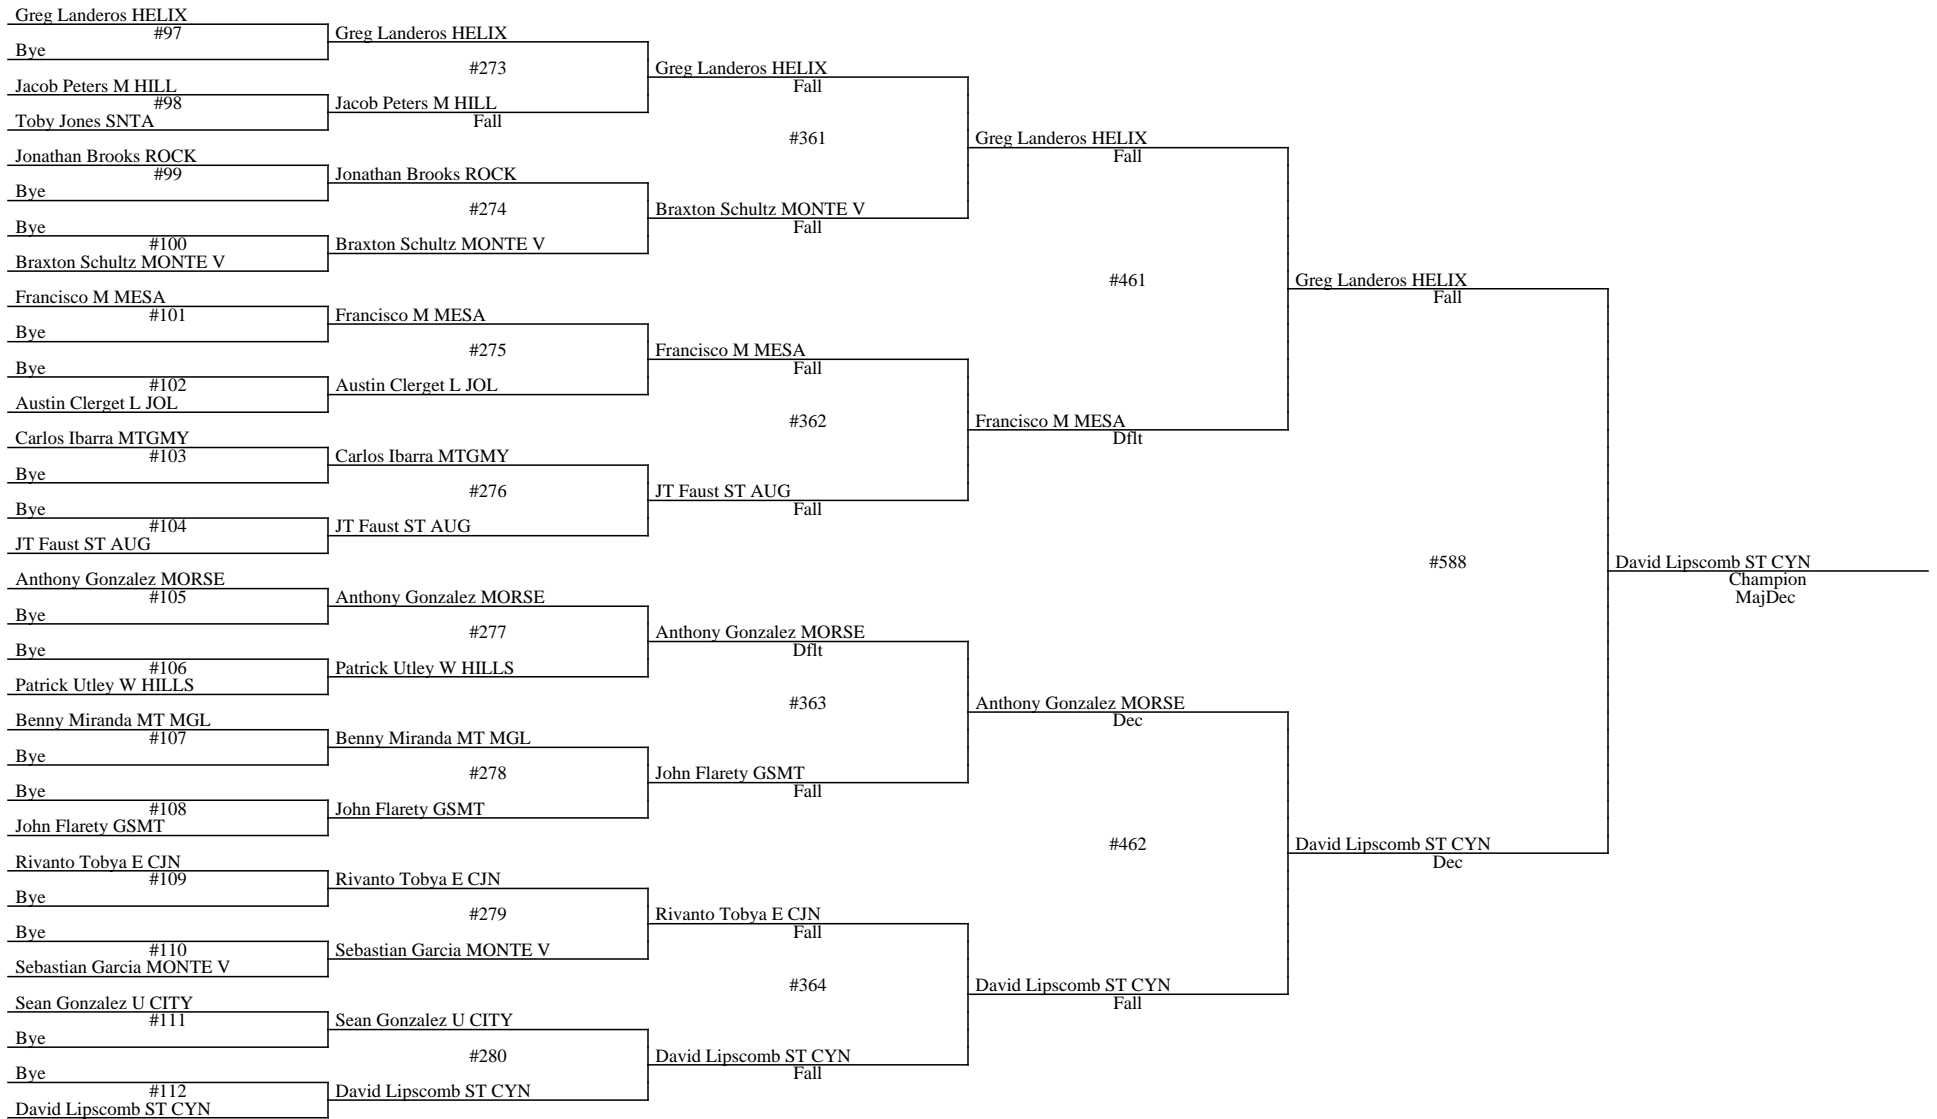 Greg Landeros HELIX
#97
Bye
Jacob Peters M HILL
#98
Toby Jones SNTA
Jonathan Brooks ROCK
#99
Bye
Bye
#100
Braxton Schultz MONTE V
Francisco M MESA
#101
Bye
Bye
#102
Austin Clerget L JOL
Carlos Ibarra MTGMY
#103
Bye
Bye
#104
JT Faust ST AUG
Anthony Gonzalez MORSE
#105
Bye
Bye
#106
Patrick Utley W HILLS
Benny Miranda MT MGL
#107
Bye
Bye
#108
John Flarety GSMT
Rivanto Tobya E CJN
#109
Bye
Bye
#110
Sebastian Garcia MONTE V
Sean Gonzalez U CITY
#111
Bye
Bye
#112
David Lipscomb ST CYN
Greg Landeros HELIX
#273
Jacob Peters M HILL
Fall
Jonathan Brooks ROCK
#274
Braxton Schultz MONTE V
Francisco M MESA
#275
Austin Clerget L JOL
Carlos Ibarra MTGMY
#276
JT Faust ST AUG
Anthony Gonzalez MORSE
#277
Patrick Utley W HILLS
Benny Miranda MT MGL
#278
John Flarety GSMT
Rivanto Tobya E CJN
#279
Sebastian Garcia MONTE V
Sean Gonzalez U CITY
#280
David Lipscomb ST CYN
Greg Landeros HELIX
Fall
#361
Braxton Schultz MONTE V
Fall
Francisco M MESA
Fall
#362
JT Faust ST AUG
Fall
Anthony Gonzalez MORSE
Dflt
#363
John Flarety GSMT
Fall
Rivanto Tobya E CJN
Fall
#364
David Lipscomb ST CYN
Fall
Greg Landeros HELIX
Fall
#461
Francisco M MESA
Dflt
Anthony Gonzalez MORSE
Dec
#462
David Lipscomb ST CYN
Fall
Greg Landeros HELIX
Fall
#588
David Lipscomb ST CYN
Dec
David Lipscomb ST CYN
Champion
MajDec